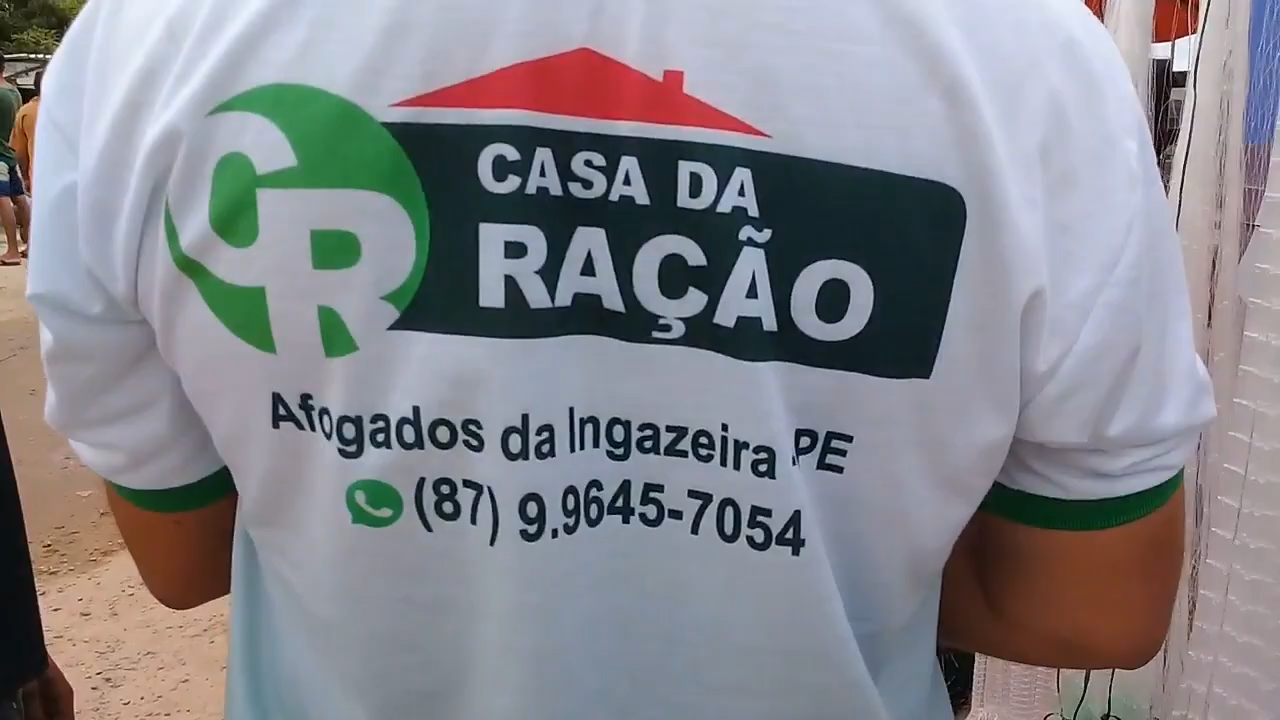 CR
CASA DA
RAÇÃO
Afogados da Ingazeira PE
(87) 9.9645-7054